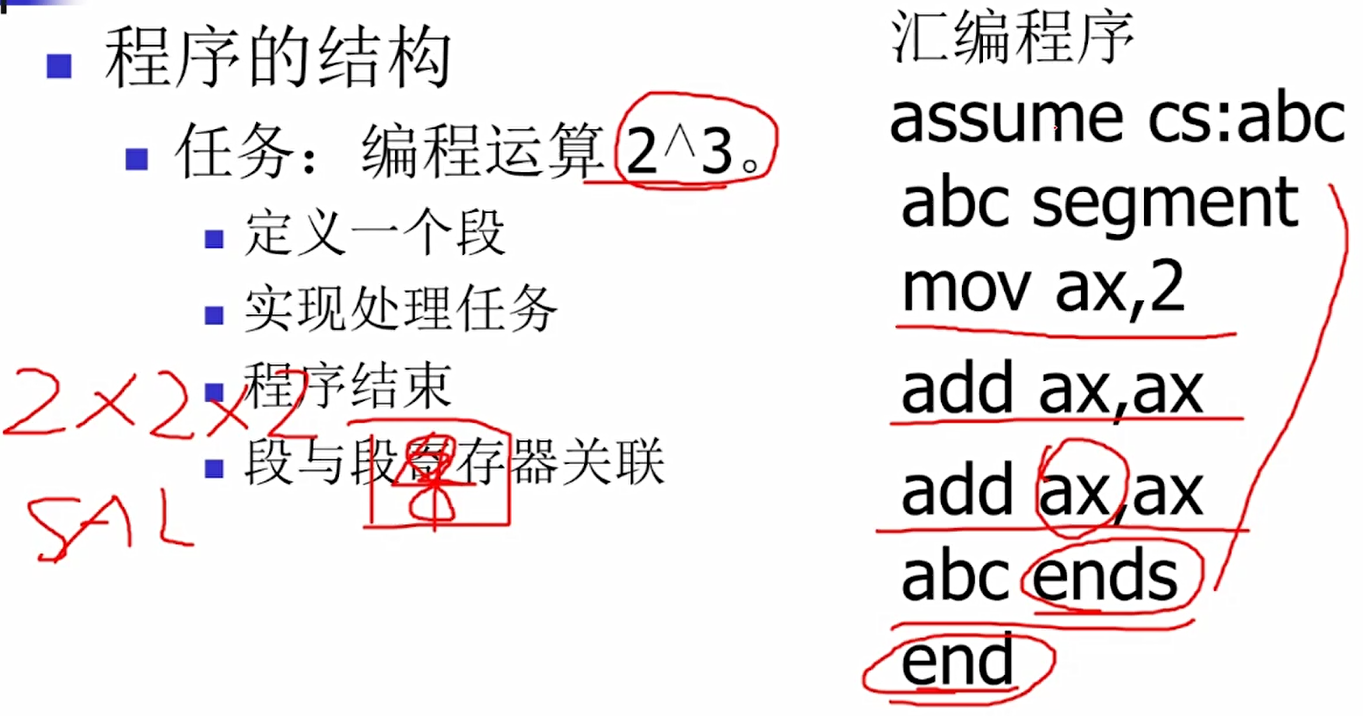 程序的结构
任务：编程运算 2^3。
定义一个段
实现处理任务
程序结束
段与段寄存器关联
2×2×2
SAL
汇编程序
assume cs:abc
abc segment
mov ax,2
add ax,ax
add ax,ax
abc ends
end